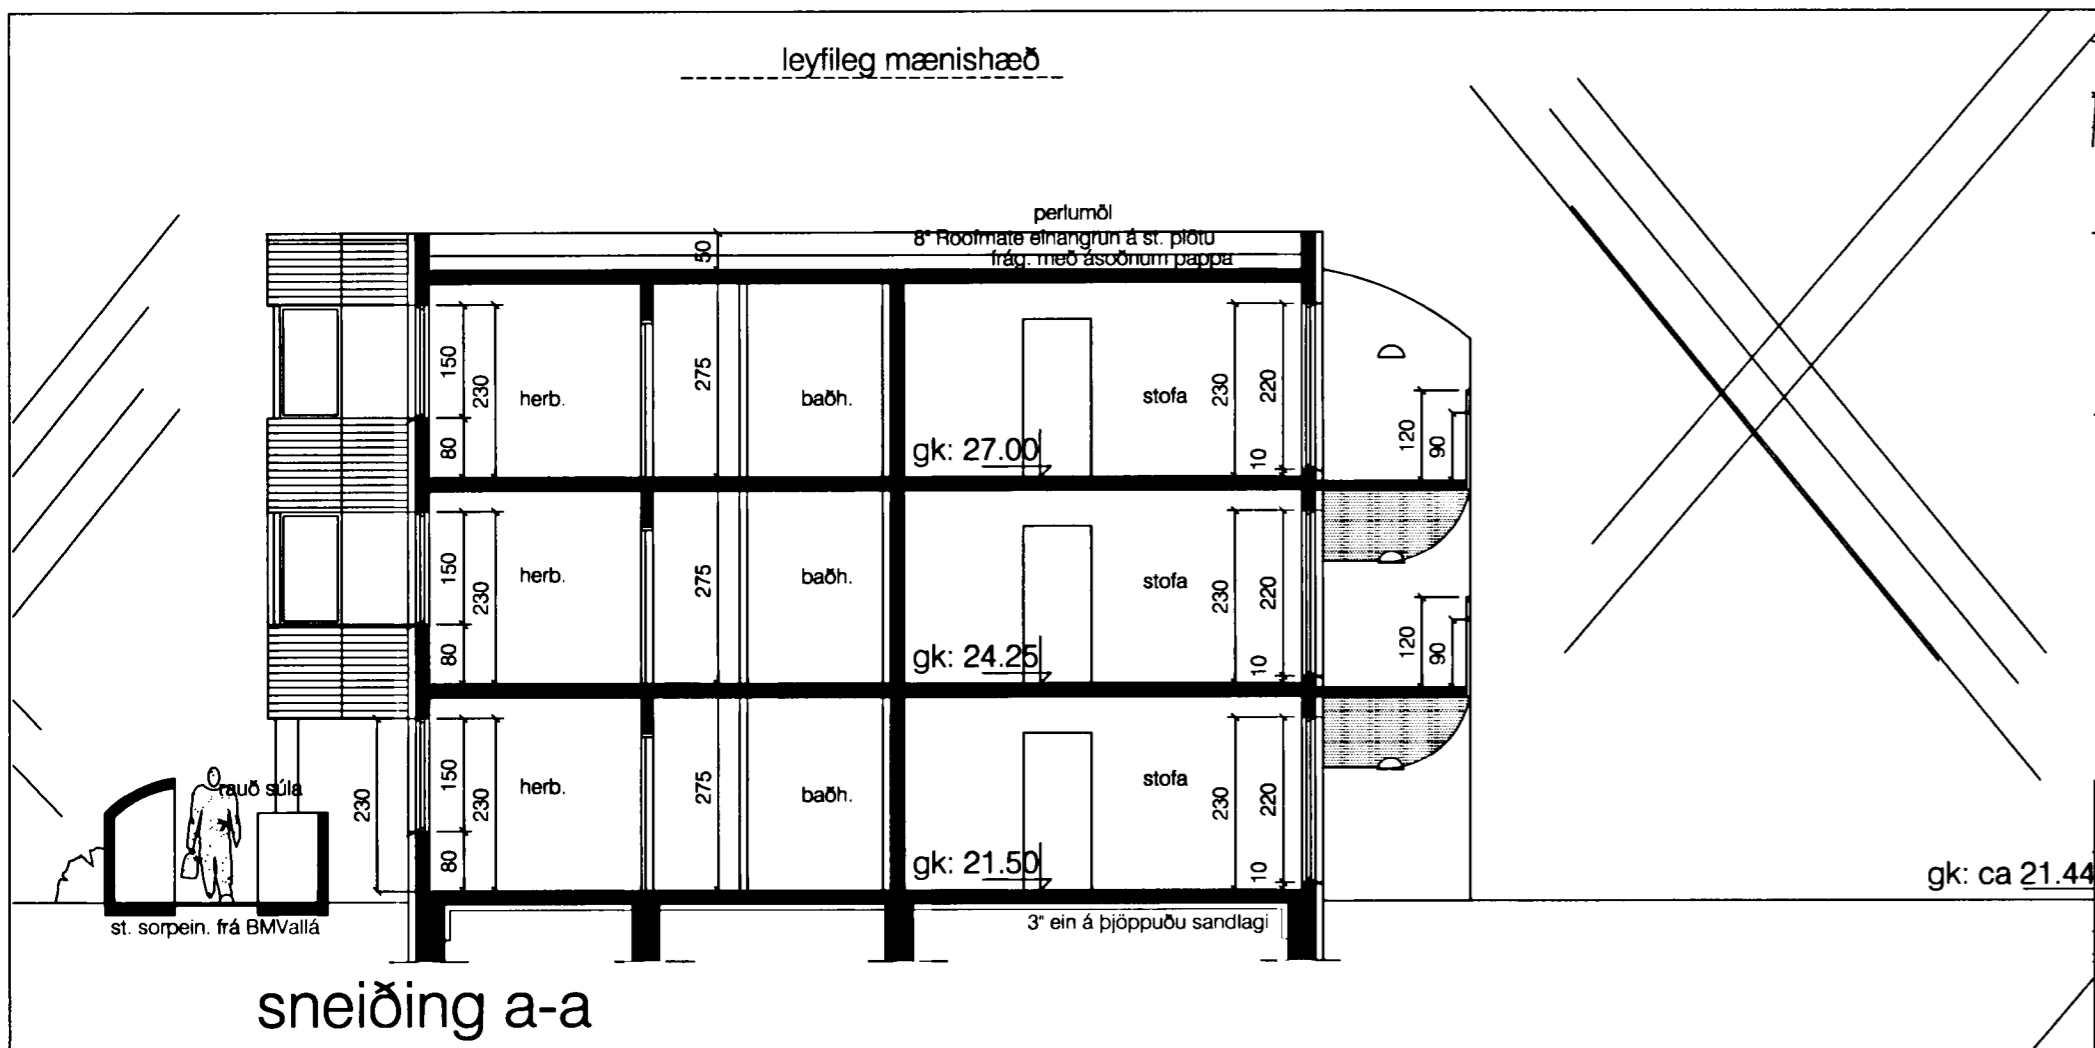 leyfileg mænishæð
perlumöl
8" Roofmate einangrun á st. plötu
frág. með ásoðnum pappa
50
150
230
80
herb.
275
baðh.
gk: 27.00
stofa
230
220
10
120
90
150
230
80
herb.
275
baðh.
gk: 24.25
stofa
230
220
10
120
90
rauð súla
230
150
230
80
herb.
275
baðh.
gk: 21.50
stofa
230
220
10
gk: ca 21.44
st. sorpein. frá BMVallá
3" ein á þjöppuðu sandlagi
sneiðing a-a